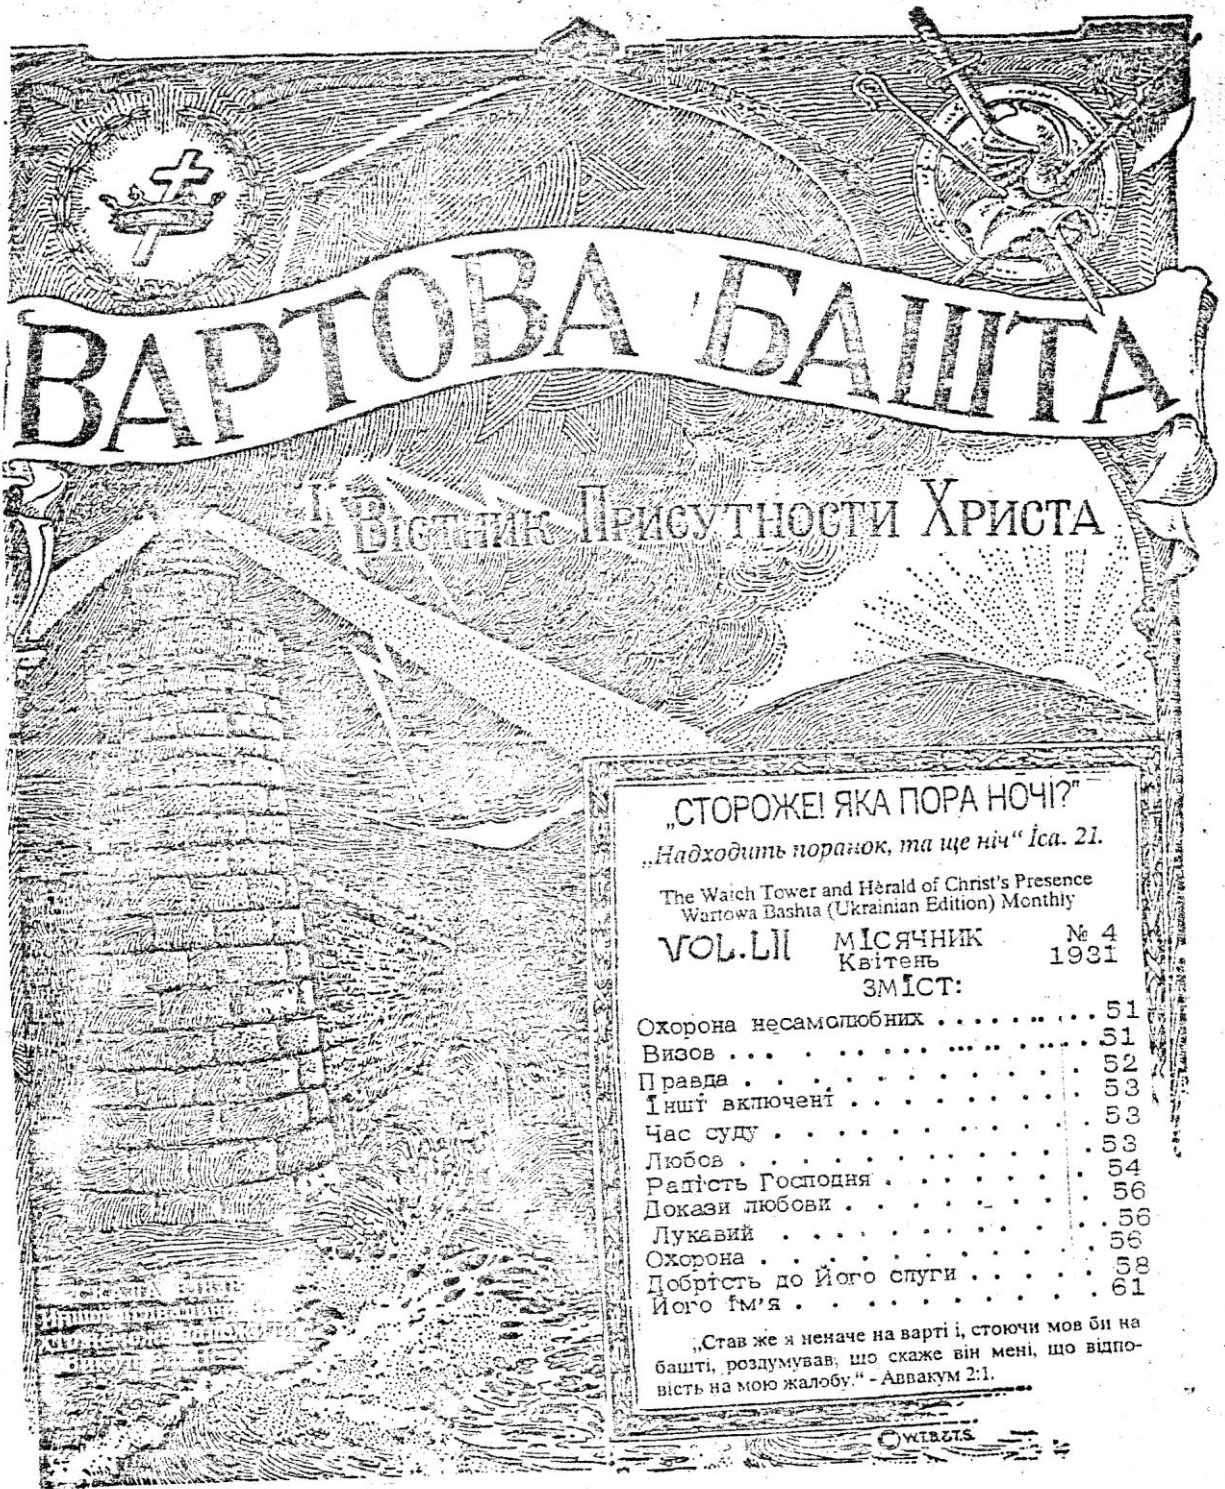 ВАРТОВА БАШТА
І ВІСТНИК ПРИСУТНОСТИ ХРИСТА
„СТОРОЖЕ! ЯКА ПОРА НОЧІ?"
„Надходить поранок, та ще ніч“ Іса. 21.
The Watch Tower and Herald of Christ's Presence
Wartowa Bashta (Ukrainian Edition) Monthly
VOL.LII МІСЯЧНИК № 4
Квітень 1931
ЗМІСТ:
Охорона несамолюбних . . . . . . . . . 51
Визов . . . . . . . . . . . . . . 51
Правда . . . . . . . . . . . . 52
Інші включені . . . . . . . . . 53
Час суду . . . . . . . . . . . . 53
Любов . . . . . . . . . . . . . 53
Радість Господня . . . . . . . . 54
Докази любови . . . . . . . . . 56
Лукавий . . . . . . . . . . . . 56
Охорона . . . . . . . . . . . . 56
Добрість до Його слуги . . . . . . 58
Його ім'я . . . . . . . . . . . 61
„Став же я неначе на варті і, стоючи мов би на
башті, роздумував, що скаже він мені, що відпо-
вість на мою жалобу.“ - Аввакум 2:1.
© W.T.B.&T.S.